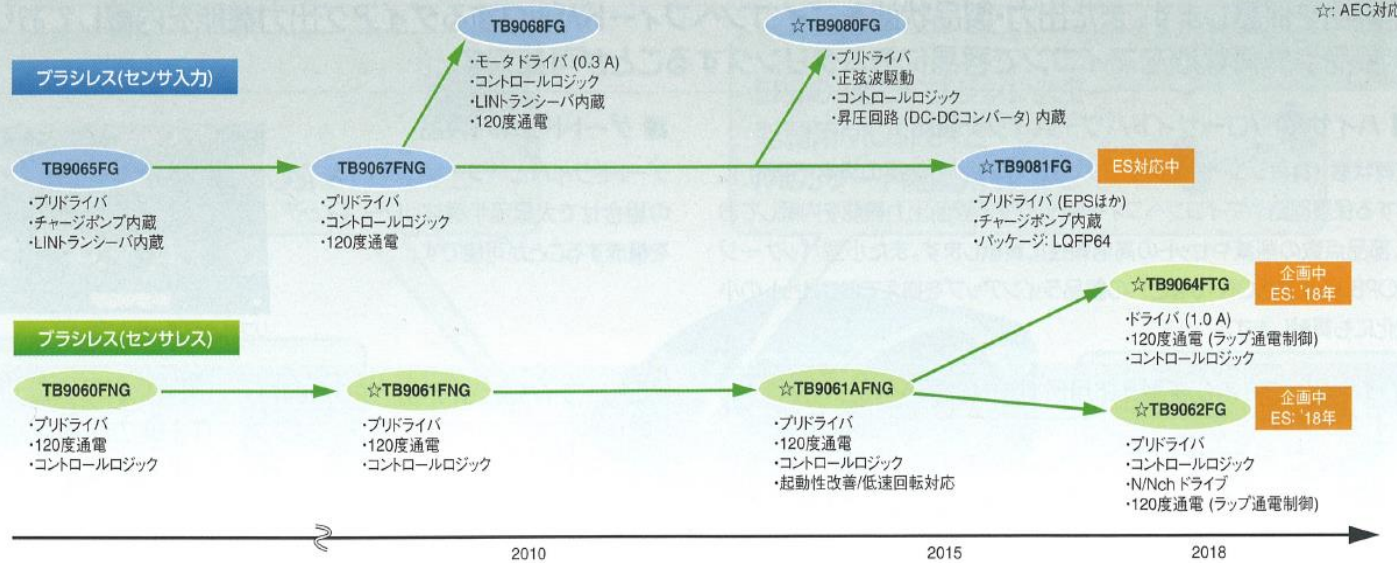 ☆: AEC対応
ブラシレス(センサ入力)
TB9065FG
・プリドライバ
・チャージポンプ内蔵
・LINトランシーバ内蔵
TB9067FNG
・プリドライバ
・コントロールロジック
・120度通電
TB9068FG
・モータドライバ (0.3 A)
・コントロールロジック
・LINトランシーバ内蔵
・120度通電
☆TB9080FG
・プリドライバ
・正弦波駆動
・コントロールロジック
・昇圧回路 (DC-DCコンバータ) 内蔵
☆TB9081FG
ES対応中
・プリドライバ (EPSほか)
・チャージポンプ内蔵
・パッケージ: LQFP64
ブラシレス(センサレス)
TB9060FNG
・プリドライバ
・120度通電
・コントロールロジック
☆TB9061FNG
・プリドライバ
・120度通電
・コントロールロジック
☆TB9061AFNG
・プリドライバ
・120度通電
・コントロールロジック
・起動性改善/低速回転対応
☆TB9064FTG
企画中
ES: '18年
・ドライバ (1.0 A)
・120度通電 (ラップ通電制御)
・コントロールロジック
☆TB9062FG
企画中
ES: '18年
・プリドライバ
・コントロールロジック
・N/Nch ドライブ
・120度通電 (ラップ通電制御)
2010
2015
2018